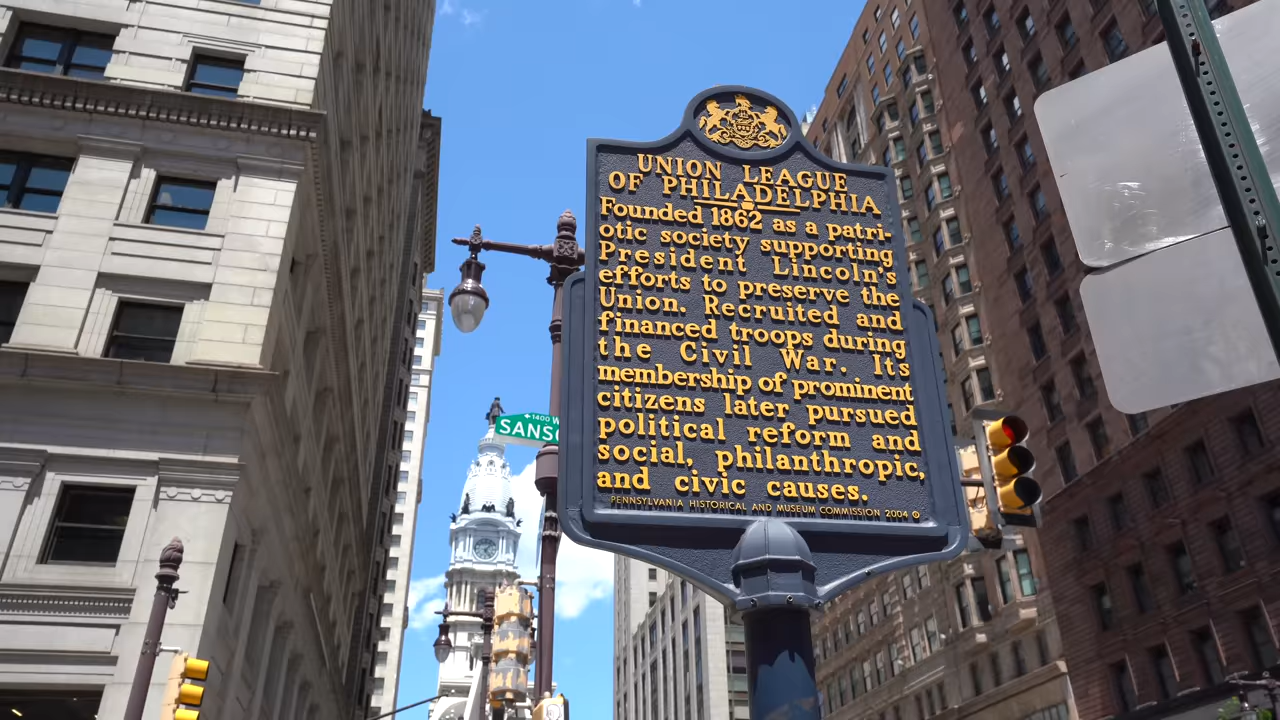 UNION LEAGUE
OF PHILADELPHIA
Founded 1862 as a patri-
otic society supporting
President Lincoln's
efforts to preserve the
Union. Recruited and
financed troops during
the Civil War. Its
membership of prominent
citizens later pursued
political reform and
social, philanthropic,
and civic causes.
PENNSYLVANIA HISTORICAL AND MUSEUM COMMISSION 2004
1400 W
SANSO